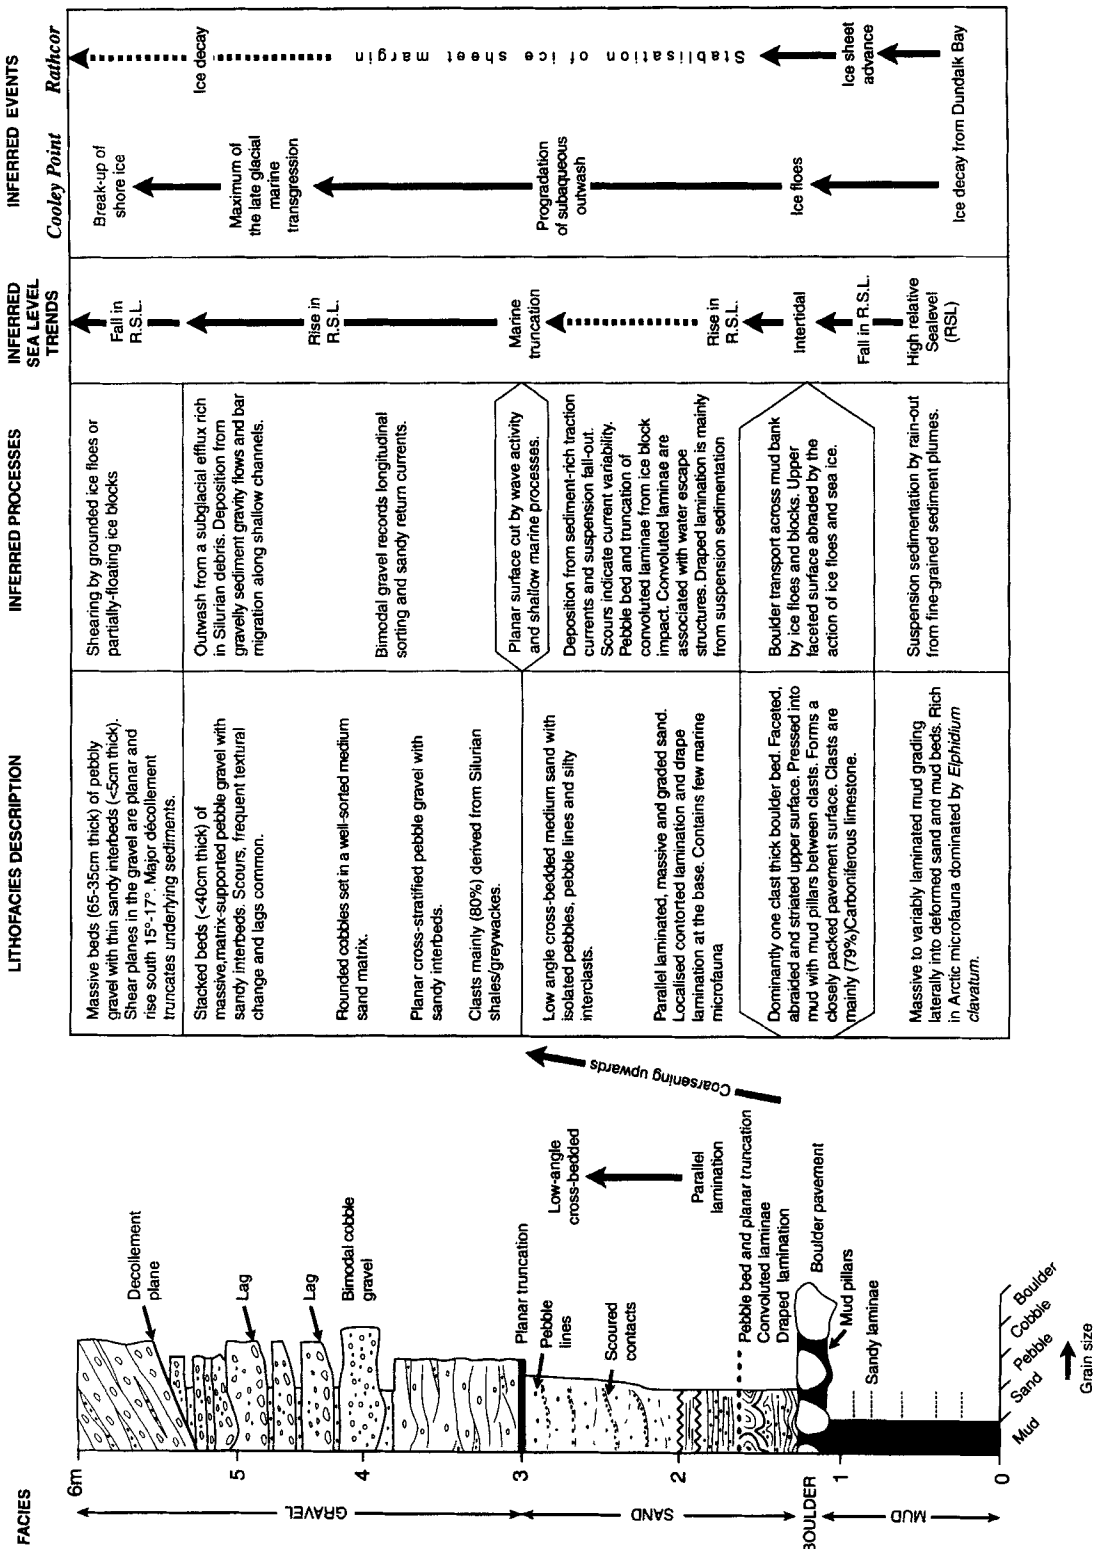 FACIES
GRAVEL
SAND
BOULDER
MUD
6m
5
4
3
2
1
0
Mud
Sand
Pebble
Cobble
Boulder
Grain size
Decollement
plane
Lag
Lag
Bimodal cobble
gravel
Planar truncation
Pebble
lines
Scoured
contacts
Low-angle
cross-bedded
Parallel
lamination
Pebble bed and planar truncation
Convoluted laminae
Draped lamination
Boulder pavement
Mud pillars
Sandy laminae
Coarsening upwards
LITHOFACIES DESCRIPTION
Massive beds (65-35cm thick) of pebbly
gravel with thin sandy interbeds (<5cm thick).
Shear planes in the gravel are planar and
rise south 15°-17°. Major décollement
truncates underlying sediments.
Stacked beds (<40cm thick) of
massive,matrix-supported pebble gravel with
sandy interbeds. Scours, frequent textural
change and lags common.
Rounded cobbles set in a well-sorted medium
sand matrix.
Planar cross-stratified pebble gravel with
sandy interbeds.
Clasts mainly (80%) derived from Silurian
shales/greywackes.
Low angle cross-bedded medium sand with
isolated pebbles, pebble lines and silty
interclasts.
Parallel laminated, massive and graded sand.
Localised contorted lamination and drape
lamination at the base. Contains few marine
microfauna
Dominantly one clast thick boulder bed. Faceted,
abraided and striated upper surface. Pressed into
mud with mud pillars between clasts. Forms a
closely packed pavement surface. Clasts are
mainly (79%)Carboniferous limestone.
Massive to variably laminated mud grading
laterally into deformed sand and mud beds. Rich
in Arctic microfauna dominated by Elphidium
clavatum.
INFERRED PROCESSES
Shearing by grounded ice floes or
partially-floating ice blocks
Outwash from a subglacial efflux rich
in Silurian debris. Deposition from
gravelly sediment gravity flows and bar
migration along shallow channels.
Bimodal gravel records longitudinal
sorting and sandy return currents.
Planar surface cut by wave activity
and shallow marine processes.
Deposition from sediment-rich traction
currents and suspension fall-out.
Scours indicate current variability.
Pebble bed and truncation of
convoluted laminae from ice block
impact. Convoluted laminae are
associated with water escape
structures. Draped lamination is mainly
from suspension sedimentation
Boulder transport across mud bank
by ice floes and blocks. Upper
faceted surface abraded by the
action of ice floes and sea ice.
Suspension sedimentation by rain-out
from fine-grained sediment plumes.
INFERRED
SEA LEVEL
TRENDS
Fall in
R.S.L.
Rise in
R.S.L.
Marine
truncation
Rise in
R.S.L.
Intertidal
Fall in R.S.L.
High relative
Sealevel
(RSL)
INFERRED EVENTS
Cooley Point
Rathcor
Break-up of
shore ice
Maximum of
the late glacial
marine
transgression
Progradation
of subaqueous
outwash
Ice floes
Ice decay
Stabilisation of ice sheet margin
Ice sheet
advance
Ice decay from Dundalk Bay